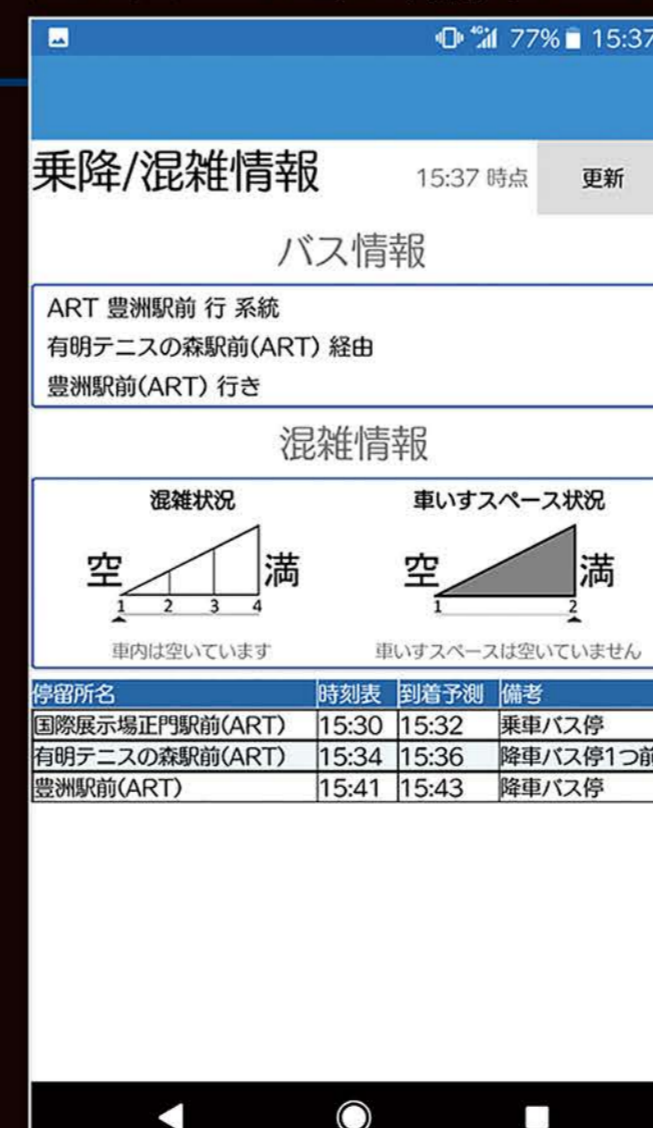 77% 15:37
乗降/混雑情報 15:37 時点 更新
バス情報
ART 豊洲駅前 行 系統
有明テニスの森駅前(ART) 経由
豊洲駅前(ART) 行き
混雑情報
混雑状況 車いすスペース状況
空 満 空 満
1 2 3 4 1 2
車内は空いています 車いすスペースは空いていません
停留所名 時刻表 到着予測 備考
国際展示場正門駅前(ART) 15:30 15:32 乗車バス停
有明テニスの森駅前(ART) 15:34 15:36 降車バス停1つ前
豊洲駅前(ART) 15:41 15:43 降車バス停